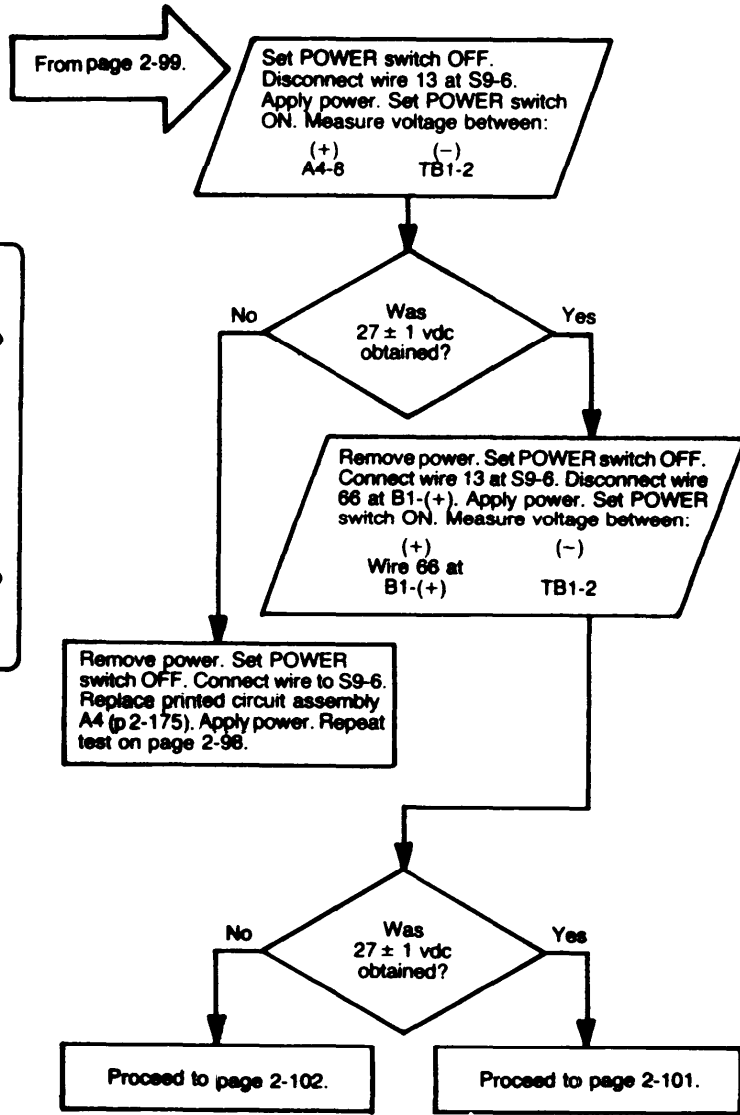 From page 2-99.
Set POWER switch OFF.
Disconnect wire 13 at S9-6.
Apply power. Set POWER switch
ON. Measure voltage between:
(+) (−)
A4-8 TB1-2
No
Was
27 ± 1 vdc
obtained?
Yes
Remove power. Set POWER switch OFF.
Connect wire 13 at S9-6. Disconnect wire
66 at B1-(+). Apply power. Set POWER
switch ON. Measure voltage between:
(+) (−)
Wire 66 at
B1-(+) TB1-2
Remove power. Set POWER
switch OFF. Connect wire to S9-6.
Replace printed circuit assembly
A4 (p 2-175). Apply power. Repeat
test on page 2-98.
No
Was
27 ± 1 vdc
obtained?
Yes
Proceed to page 2-102.
Proceed to page 2-101.